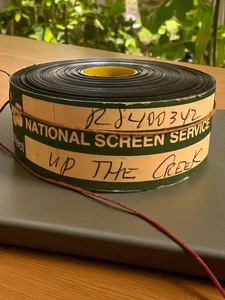 R8400342
NATIONAL SCREEN SERVICE
UP THE CREEK